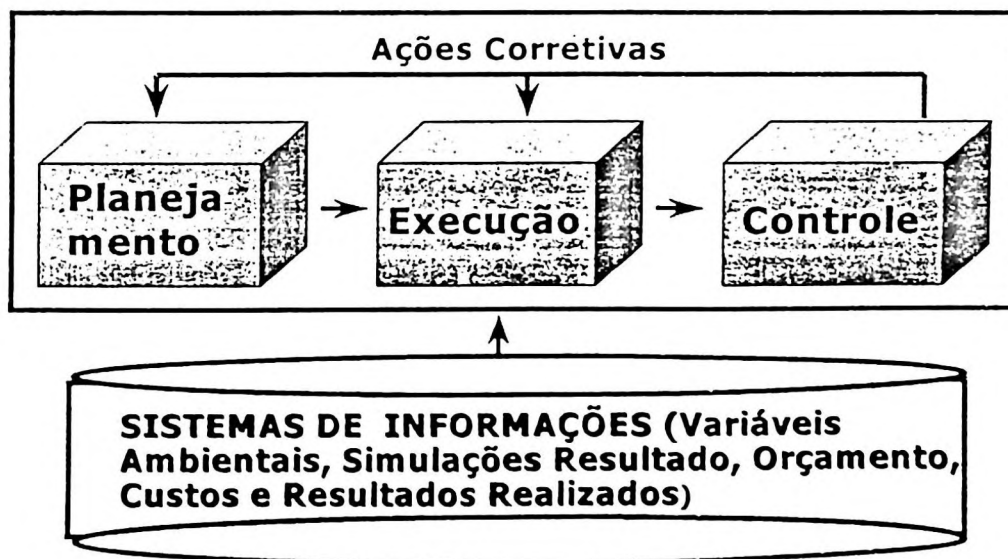 Ações Corretivas
Planeja
mento
Execução
Controle
SISTEMAS DE INFORMAÇÕES (Variáveis
Ambientais, Simulações Resultado, Orçamento,
Custos e Resultados Realizados)